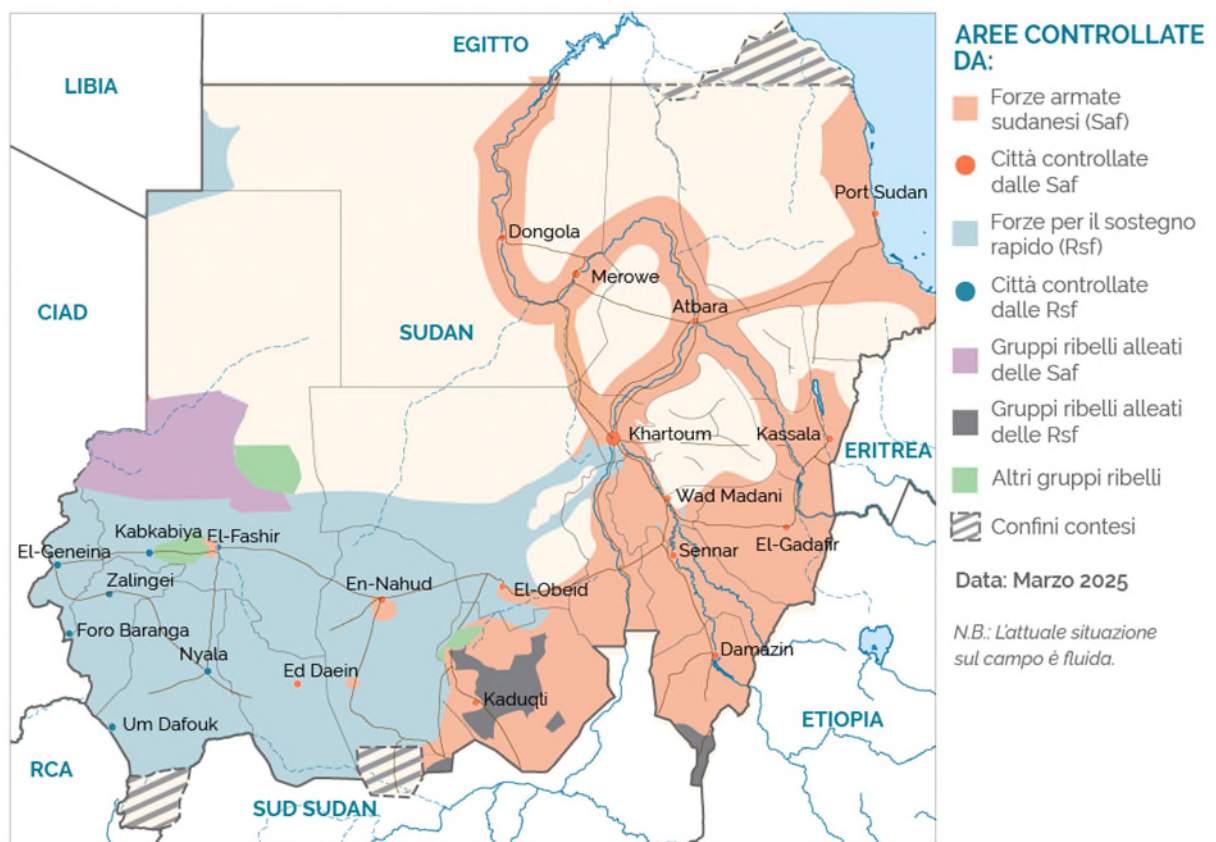 EGITTO
LIBIA
Port Sudan
Dongola
Merowe
CIAD
Atbara
SUDAN
Khartoum
Kassala
ERITREA
Wad Madani
Kabkabiya
El-Fashir
El-Geneina
El-Gadafir
Sennar
Zalingei
En-Nahud
El-Obeid
Foro Baranga
Nyala
Damazin
Ed Daein
Kaduqli
Um Dafouk
ETIOPIA
RCA
SUD SUDAN
AREE CONTROLLATE
DA:
Forze armate
sudanesi (Saf)
Città controllate
dalle Saf
Forze per il sostegno
rapido (Rsf)
Città controllate
dalle Rsf
Gruppi ribelli alleati
delle Saf
Gruppi ribelli alleati
delle Rsf
Altri gruppi ribelli
Confini contesi
Data: Marzo 2025
N.B.: L'attuale situazione
sul campo è fluida.